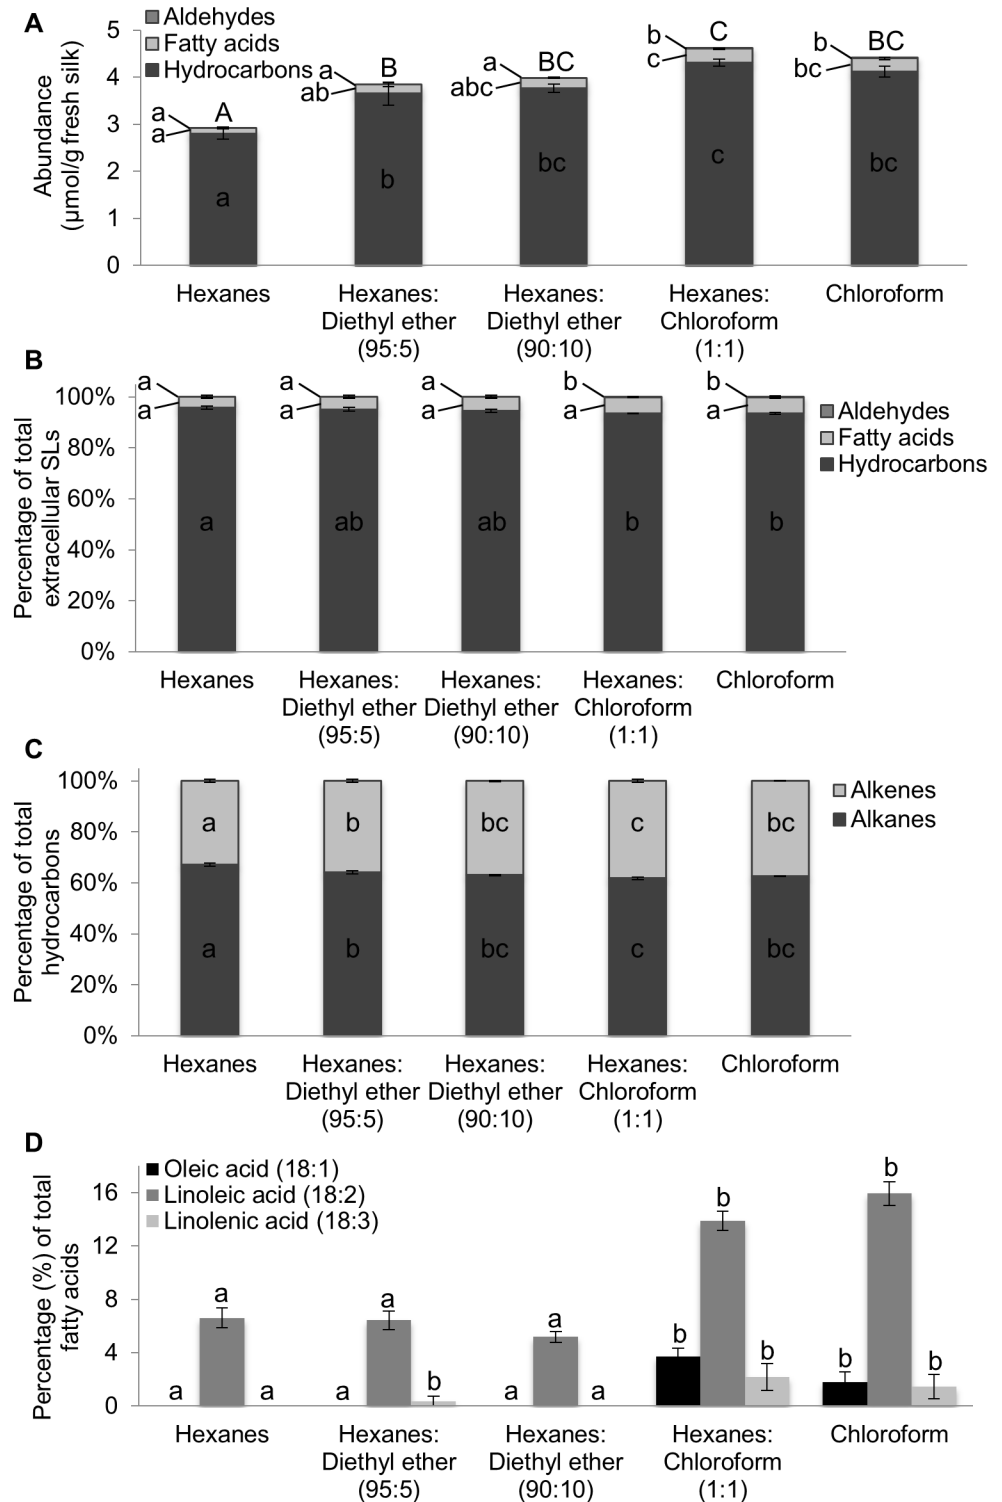 A
Aldehydes
Fatty acids
Hydrocarbons
Abundance
(µmol/g fresh silk)
5
4
3
2
1
0
a
a
A
a
a
ab
B
b
a
abc
BC
bc
b
c
C
c
b
bc
BC
bc
Hexanes
Hexanes:
Diethyl ether
(95:5)
Hexanes:
Diethyl ether
(90:10)
Hexanes:
Chloroform
(1:1)
Chloroform
B
Percentage of total
extracellular SLs
100%
80%
60%
40%
20%
0%
a
a
a
a
a
ab
a
a
ab
b
a
b
b
a
b
Aldehydes
Fatty acids
Hydrocarbons
Hexanes
Hexanes:
Diethyl ether
(95:5)
Hexanes:
Diethyl ether
(90:10)
Hexanes:
Chloroform
(1:1)
Chloroform
C
Percentage of total
hydrocarbons
100%
80%
60%
40%
20%
0%
a
a
b
b
bc
bc
c
c
bc
bc
Alkenes
Alkanes
Hexanes
Hexanes:
Diethyl ether
(95:5)
Hexanes:
Diethyl ether
(90:10)
Hexanes:
Chloroform
(1:1)
Chloroform
D
Oleic acid (18:1)
Linoleic acid (18:2)
Linolenic acid (18:3)
Percentage (%) of total
fatty acids
16
12
8
4
0
a
a
a
a
a
b
a
a
a
b
b
b
b
b
b
Hexanes
Hexanes:
Diethyl ether
(95:5)
Hexanes:
Diethyl ether
(90:10)
Hexanes:
Chloroform
(1:1)
Chloroform